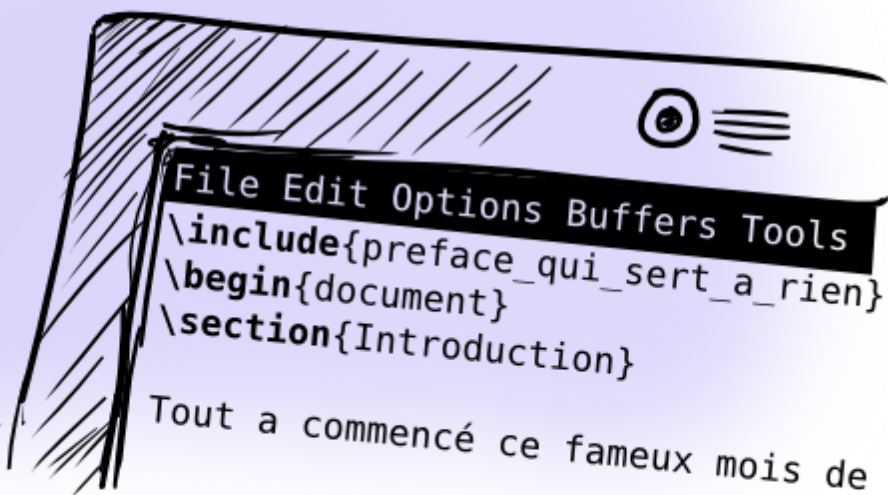 File Edit Options Buffers Tools
\include{preface_qui_sert_a_rien}
\begin{document}
\section{Introduction}
Tout a commencé ce fameux mois de